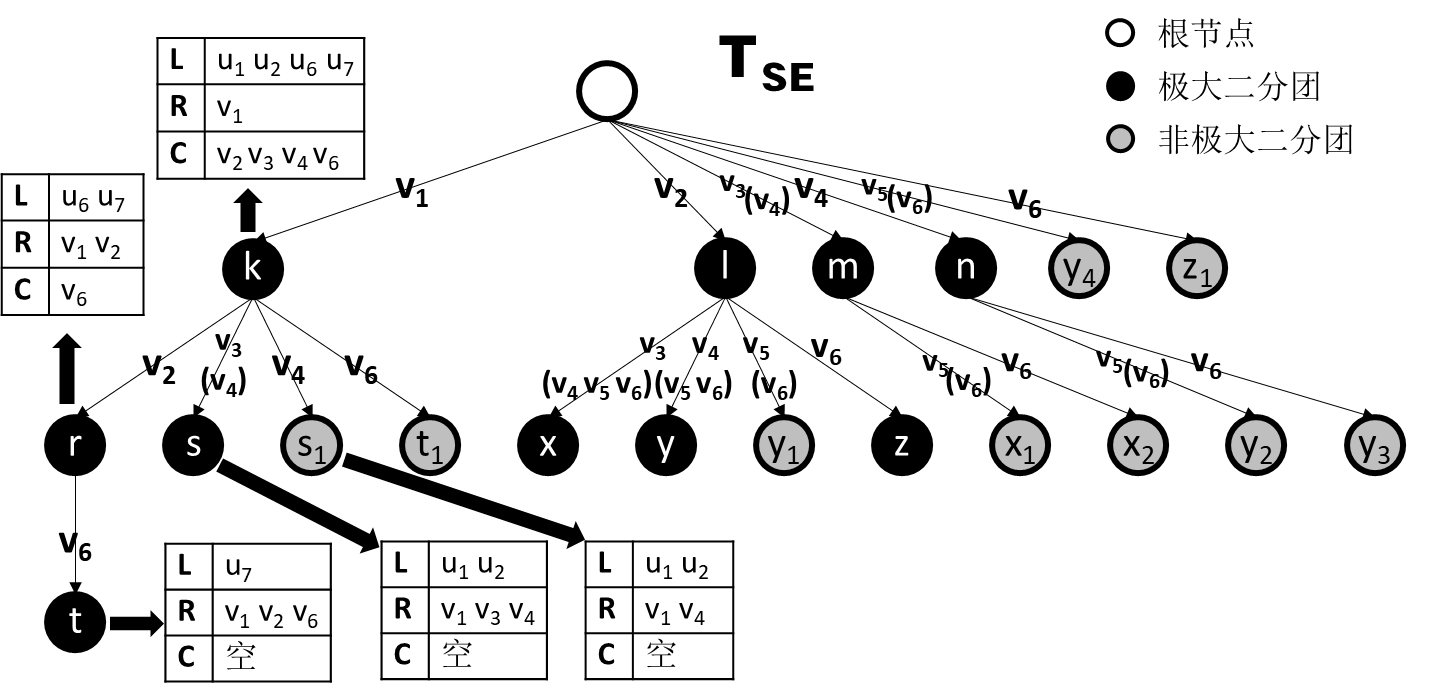 T_SE
根节点
极大二分团
非极大二分团
L u₁ u₂ u₆ u₇
R v₁
C v₂ v₃ v₄ v₆
L u₆ u₇
R v₁ v₂
C v₆
v₁
v₂
v₃(v₄)
v₄
v₅(v₆)
v₆
k
l
m
n
y₄
z₁
v₂
v₃
(v₄)
v₄
v₆
v₃
(v₄ v₅ v₆)
v₄
(v₅ v₆)
v₅
(v₆)
v₆
v₅(v₆)
v₆
v₅(v₆)
v₆
r
s
s₁
t₁
x
y
y₁
z
x₁
x₂
y₂
y₃
v₆
t
L u₇
R v₁ v₂ v₆
C 空
L u₁ u₂
R v₁ v₃ v₄
C 空
L u₁ u₂
R v₁ v₄
C 空